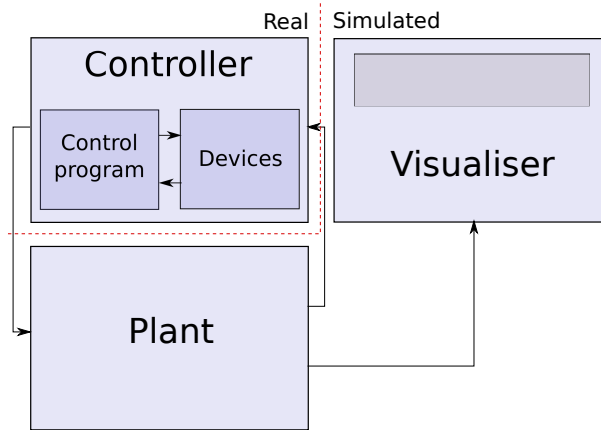 Real
Simulated
Controller
Control
program
Devices
Visualiser
Plant